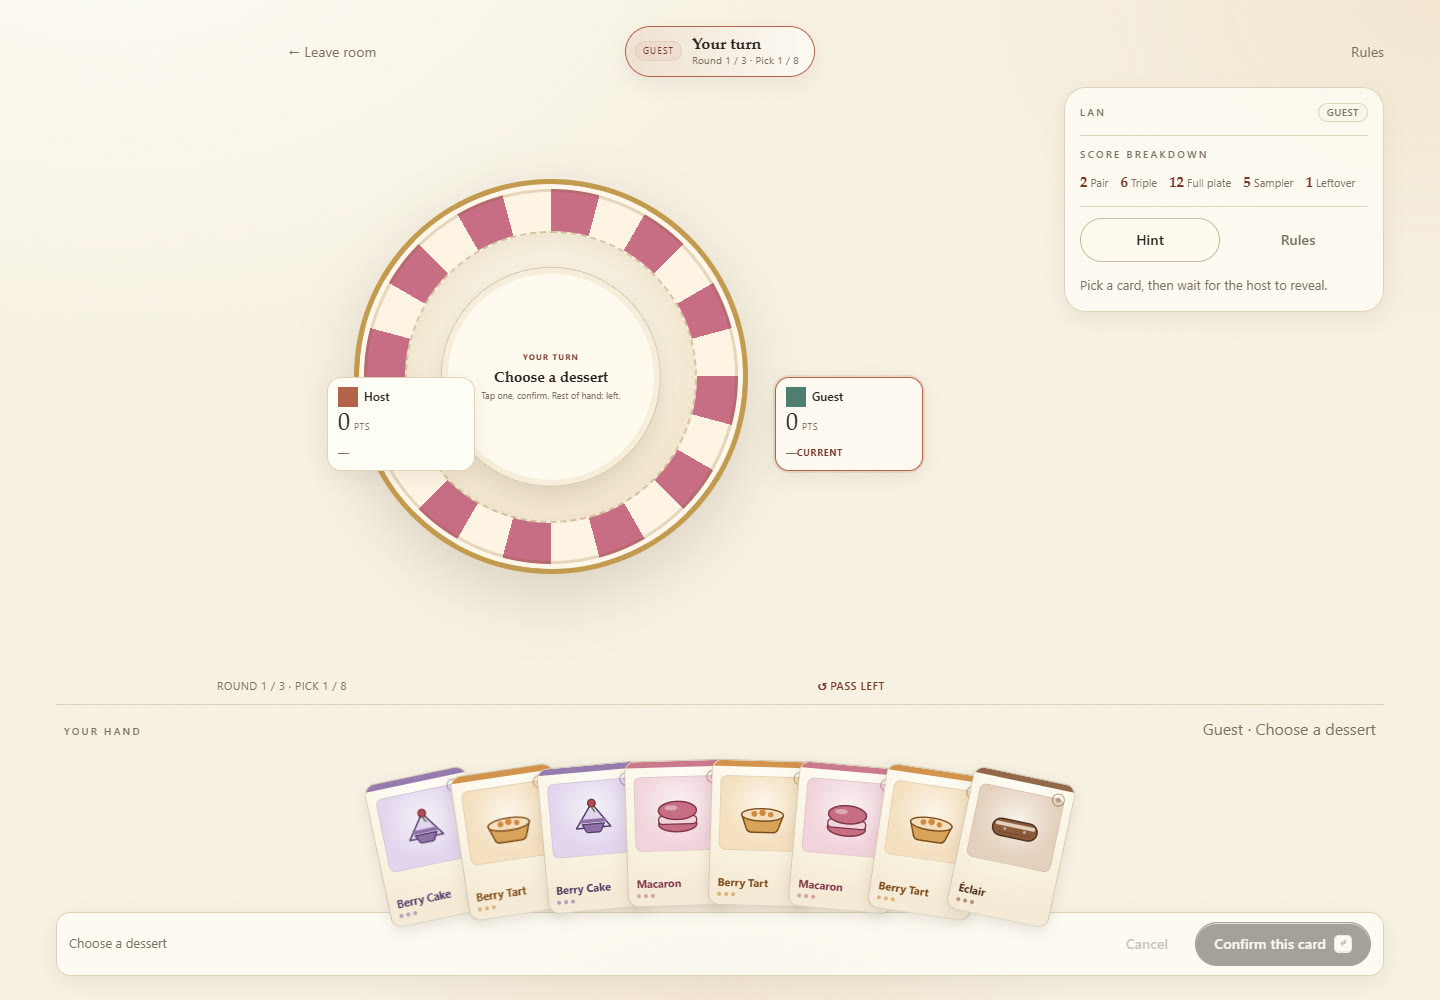 ← Leave room
GUEST
Your turn
Round 1 / 3 · Pick 1 / 8
Rules
LAN
GUEST
SCORE BREAKDOWN
2 Pair 6 Triple 12 Full plate 5 Sampler 1 Leftover
Hint
Rules
Pick a card, then wait for the host to reveal.
YOUR TURN
Choose a dessert
Tap one, confirm. Rest of hand: left.
Host
0 PTS
—
Guest
0 PTS
—CURRENT
ROUND 1 / 3 · PICK 1 / 8
↺ PASS LEFT
YOUR HAND
Guest · Choose a dessert
Berry Cake
Berry Tart
Berry Cake
Macaron
Berry Tart
Macaron
Berry Tart
Éclair
Choose a dessert
Cancel
Confirm this card